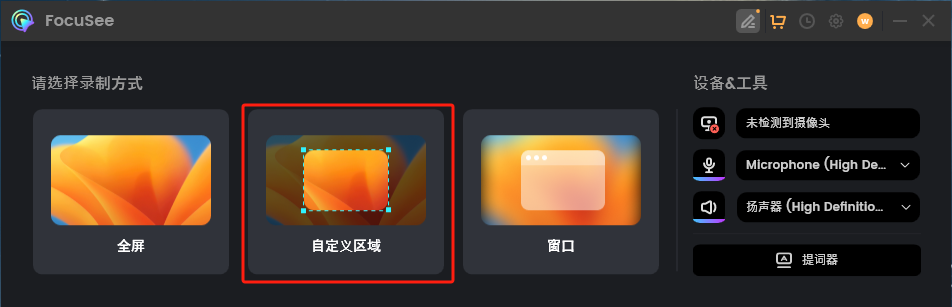 FocuSee
W
请选择录制方式
全屏
自定义区域
窗口
设备&工具
未检测到摄像头
Microphone (High De...
扬声器 (High Definitio...
提词器